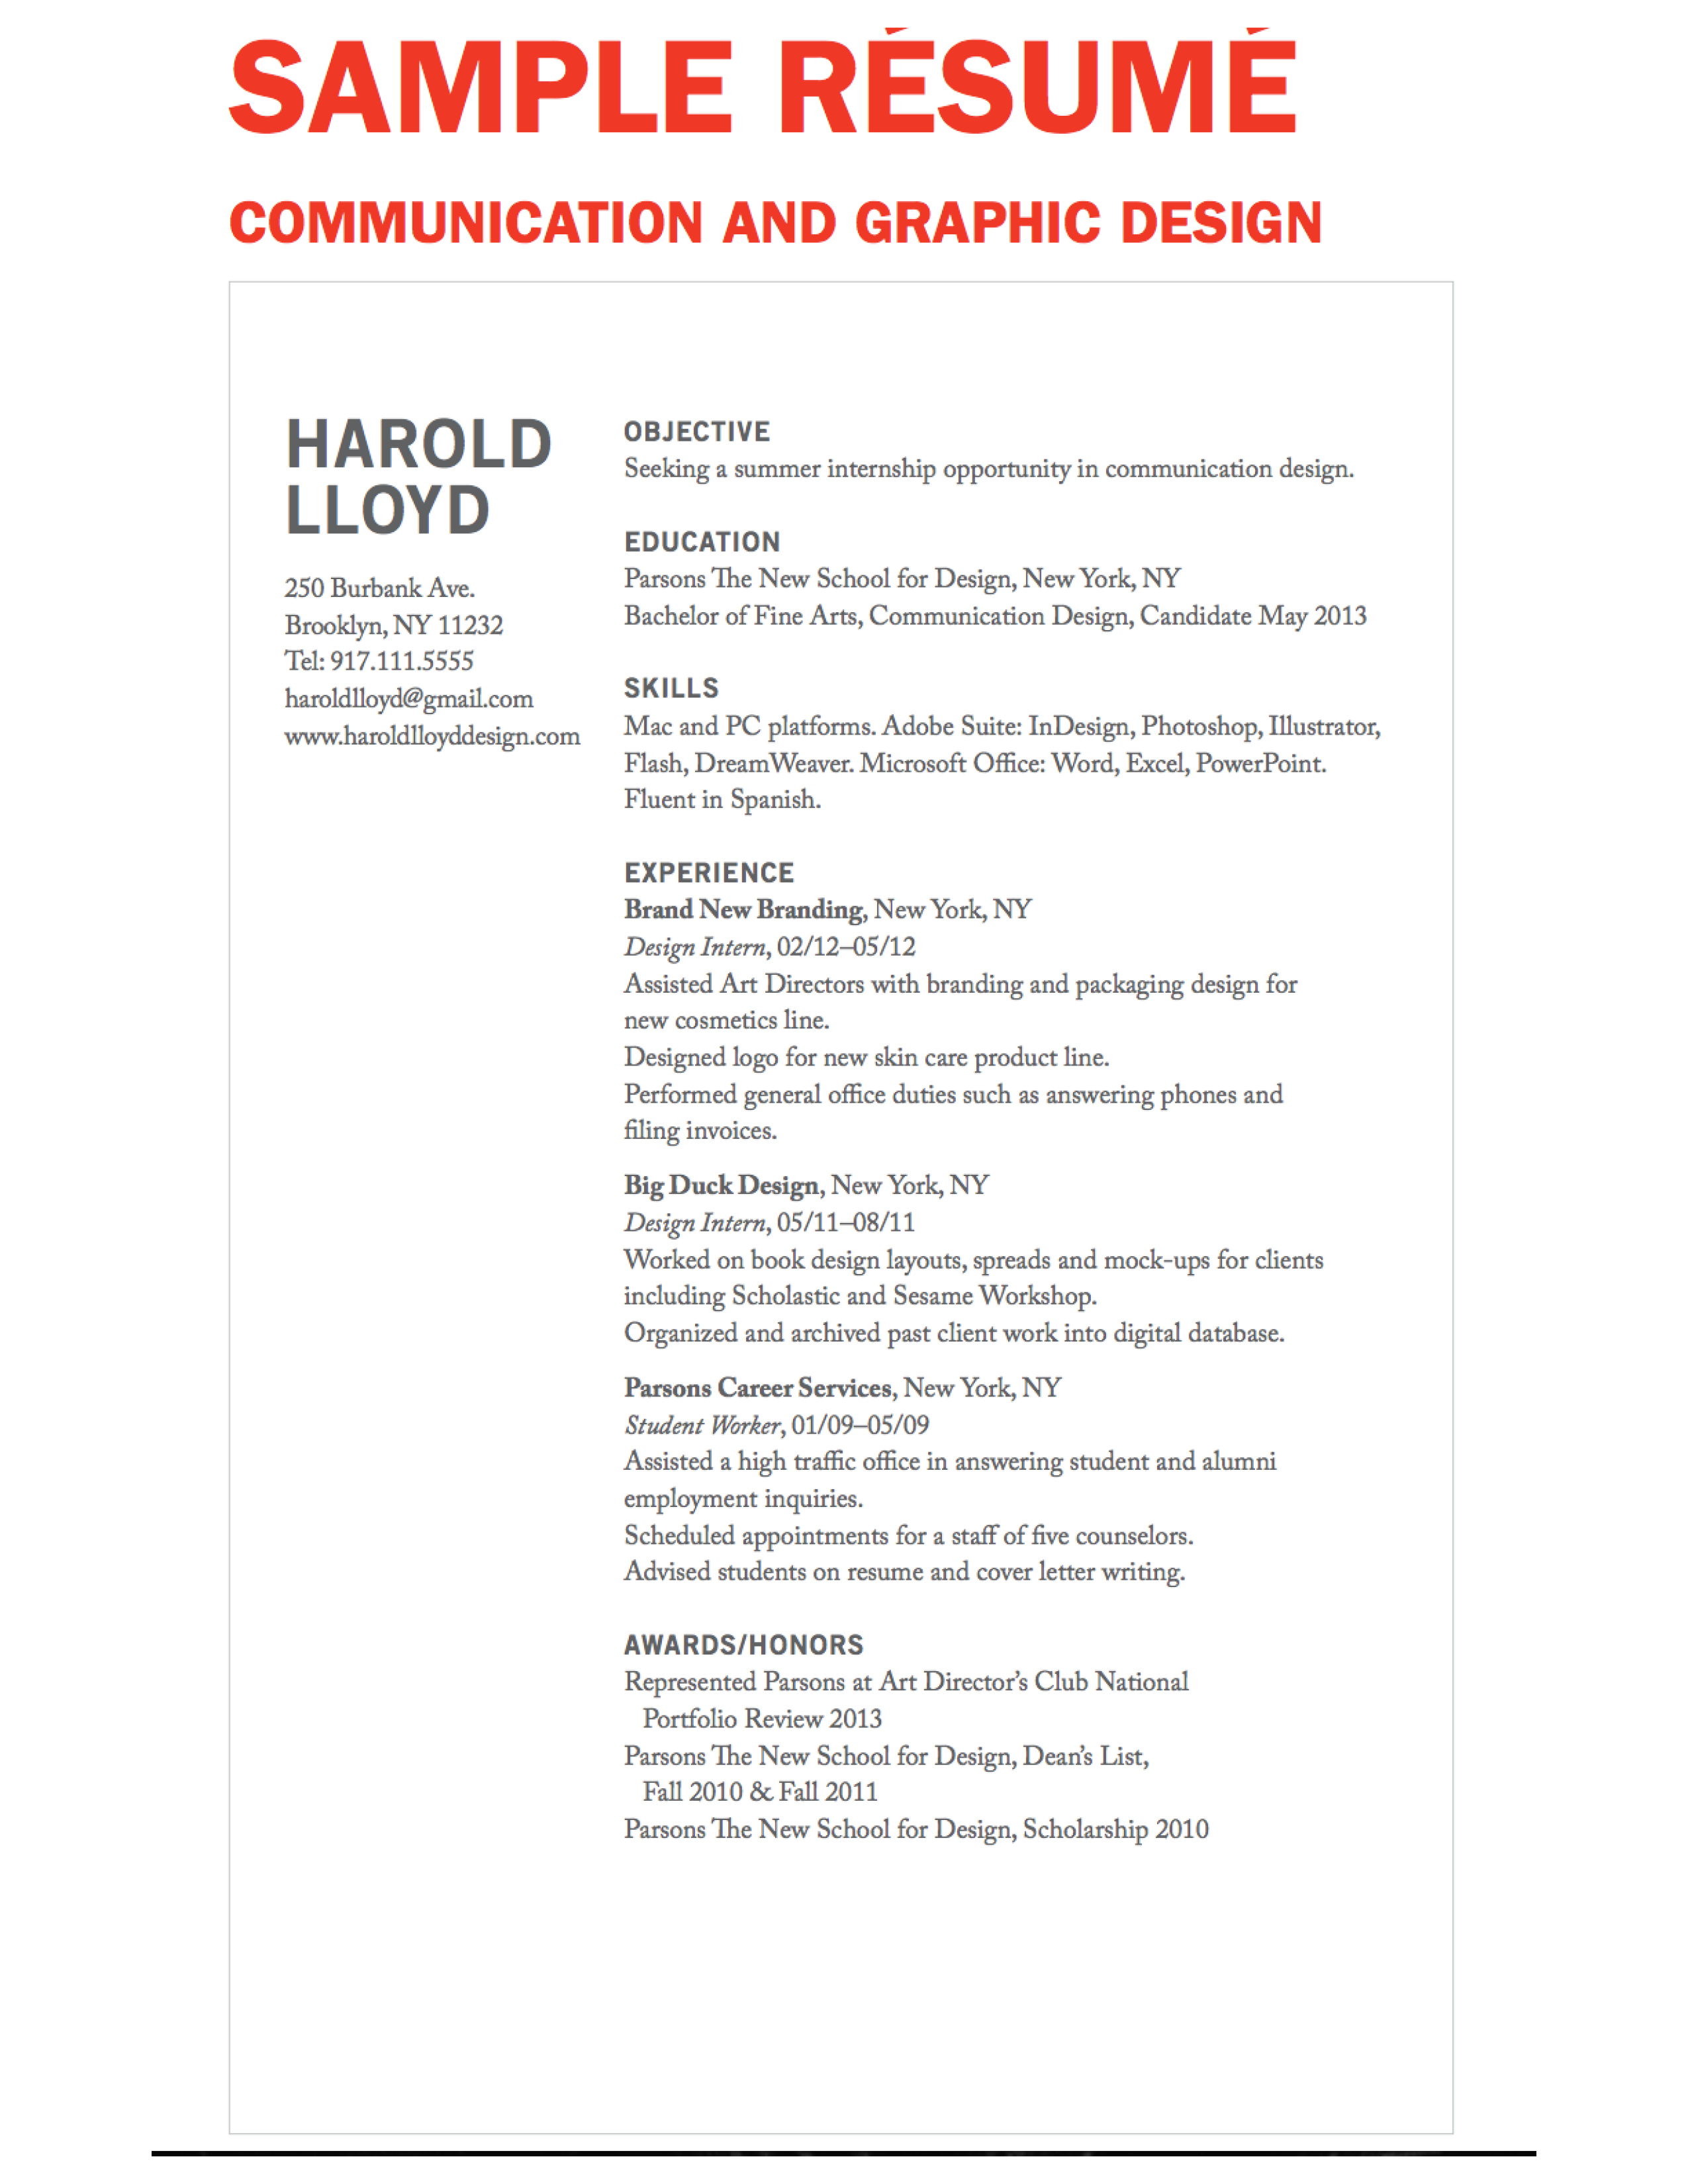 SAMPLE RÉSUMÉ
COMMUNICATION AND GRAPHIC DESIGN
HAROLD
LLOYD
250 Burbank Ave.
Brooklyn, NY 11232
Tel: 917.111.5555
haroldlloyd@gmail.com
www.haroldlloyddesign.com
OBJECTIVE
Seeking a summer internship opportunity in communication design.
EDUCATION
Parsons The New School for Design, New York, NY
Bachelor of Fine Arts, Communication Design, Candidate May 2013
SKILLS
Mac and PC platforms. Adobe Suite: InDesign, Photoshop, Illustrator,
Flash, DreamWeaver. Microsoft Office: Word, Excel, PowerPoint.
Fluent in Spanish.
EXPERIENCE
Brand New Branding, New York, NY
Design Intern, 02/12–05/12
Assisted Art Directors with branding and packaging design for
new cosmetics line.
Designed logo for new skin care product line.
Performed general office duties such as answering phones and
filing invoices.
Big Duck Design, New York, NY
Design Intern, 05/11–08/11
Worked on book design layouts, spreads and mock-ups for clients
including Scholastic and Sesame Workshop.
Organized and archived past client work into digital database.
Parsons Career Services, New York, NY
Student Worker, 01/09–05/09
Assisted a high traffic office in answering student and alumni
employment inquiries.
Scheduled appointments for a staff of five counselors.
Advised students on resume and cover letter writing.
AWARDS/HONORS
Represented Parsons at Art Director’s Club National
Portfolio Review 2013
Parsons The New School for Design, Dean’s List,
Fall 2010 & Fall 2011
Parsons The New School for Design, Scholarship 2010